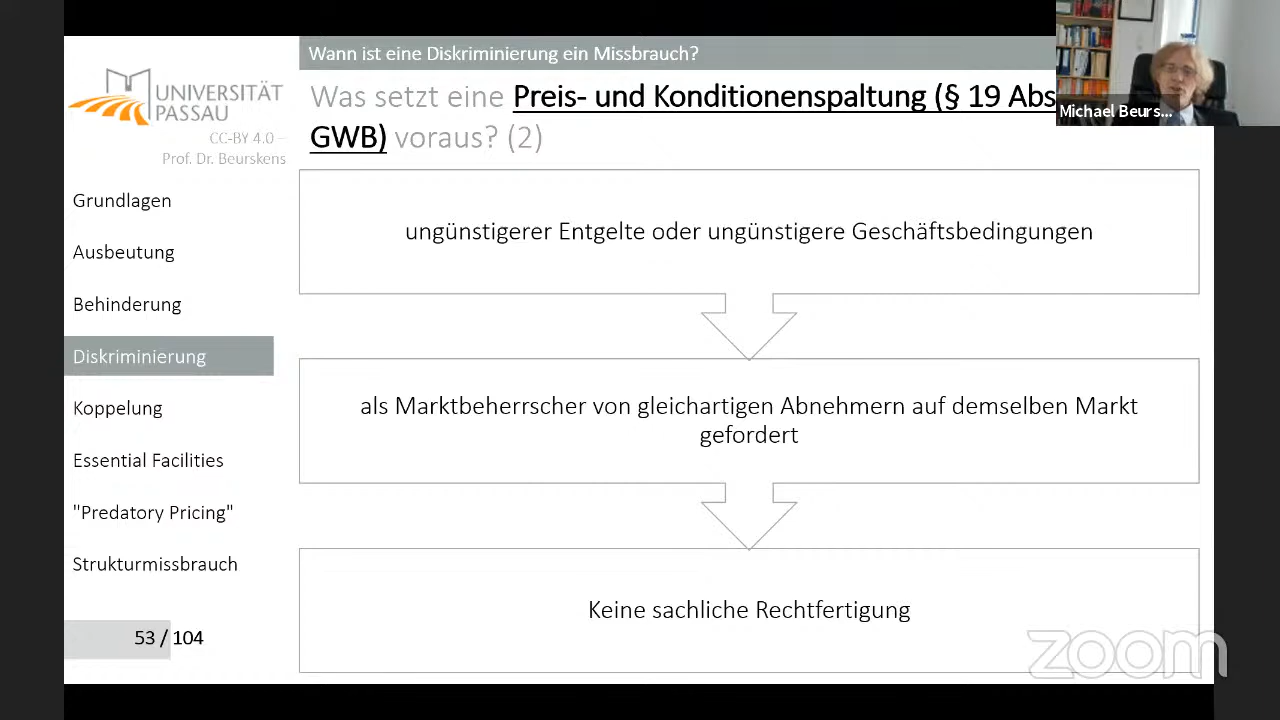 Wann ist eine Diskriminierung ein Missbrauch?
Was setzt eine Preis- und Konditionenspaltung (§ 19 Abs
GWB) voraus? (2)
Michael Beurs...
UNIVERSITÄT
PASSAU
CC-BY 4.0 –
Prof. Dr. Beurskens
Grundlagen
Ausbeutung
Behinderung
Diskriminierung
Koppelung
Essential Facilities
"Predatory Pricing"
Strukturmissbrauch
53 / 104
ungünstigerer Entgelte oder ungünstigere Geschäftsbedingungen
als Marktbeherrscher von gleichartigen Abnehmern auf demselben Markt
gefordert
Keine sachliche Rechtfertigung
zoom